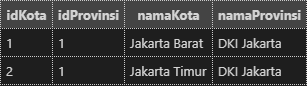 idKota idProvinsi namaKota namaProvinsi
1 1 Jakarta Barat DKI Jakarta
2 1 Jakarta Timur DKI Jakarta